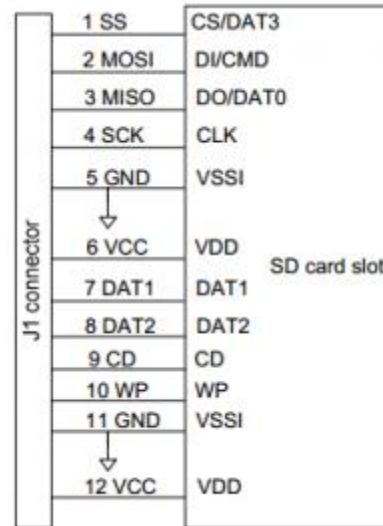 1 SS CS/DAT3
2 MOSI DI/CMD
3 MISO DO/DAT0
4 SCK CLK
5 GND VSSI
6 VCC VDD
SD card slot
J1 connector
7 DAT1 DAT1
8 DAT2 DAT2
9 CD CD
10 WP WP
11 GND VSSI
12 VCC VDD